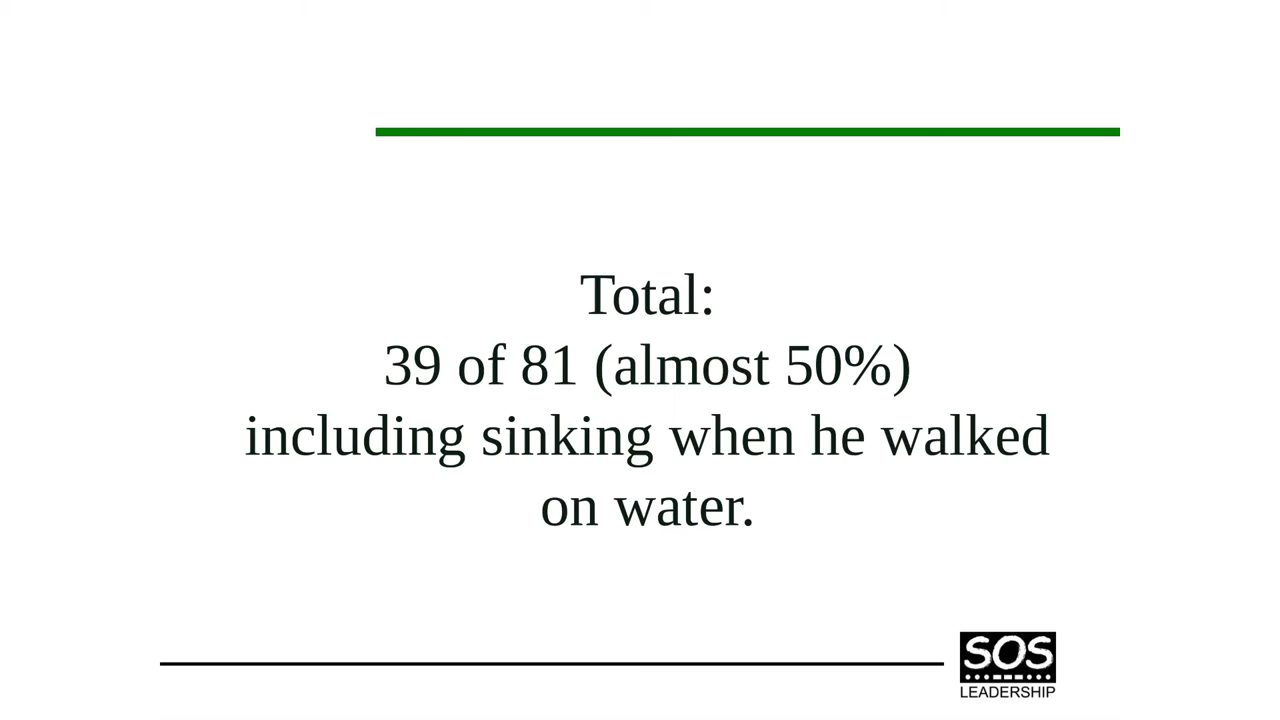 Total:
39 of 81 (almost 50%)
including sinking when he walked
on water.
SOS
LEADERSHIP